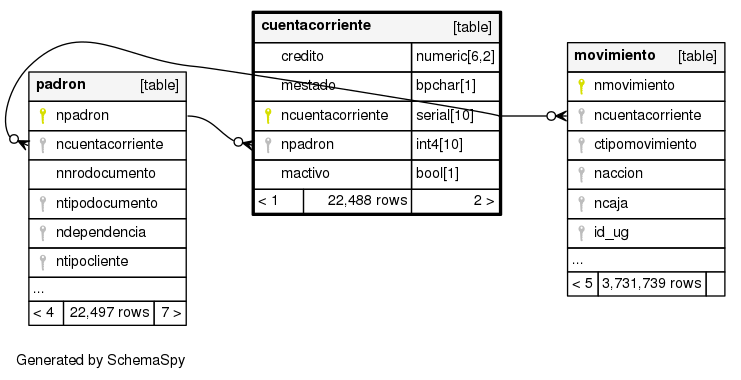 cuentacorriente [table]
credito numeric[6,2]
mestado bpchar[1]
ncuentacorriente serial[10]
npadron int4[10]
mactivo bool[1]
< 1 22,488 rows 2 >
movimiento [table]
nmovimiento
ncuentacorriente
ctipomovimiento
naccion
ncaja
id_ug
...
< 5 3,731,739 rows
padron [table]
npadron
ncuentacorriente
nnrodocumento
ntipodocumento
ndependencia
ntipocliente
...
< 4 22,497 rows 7 >
Generated by SchemaSpy